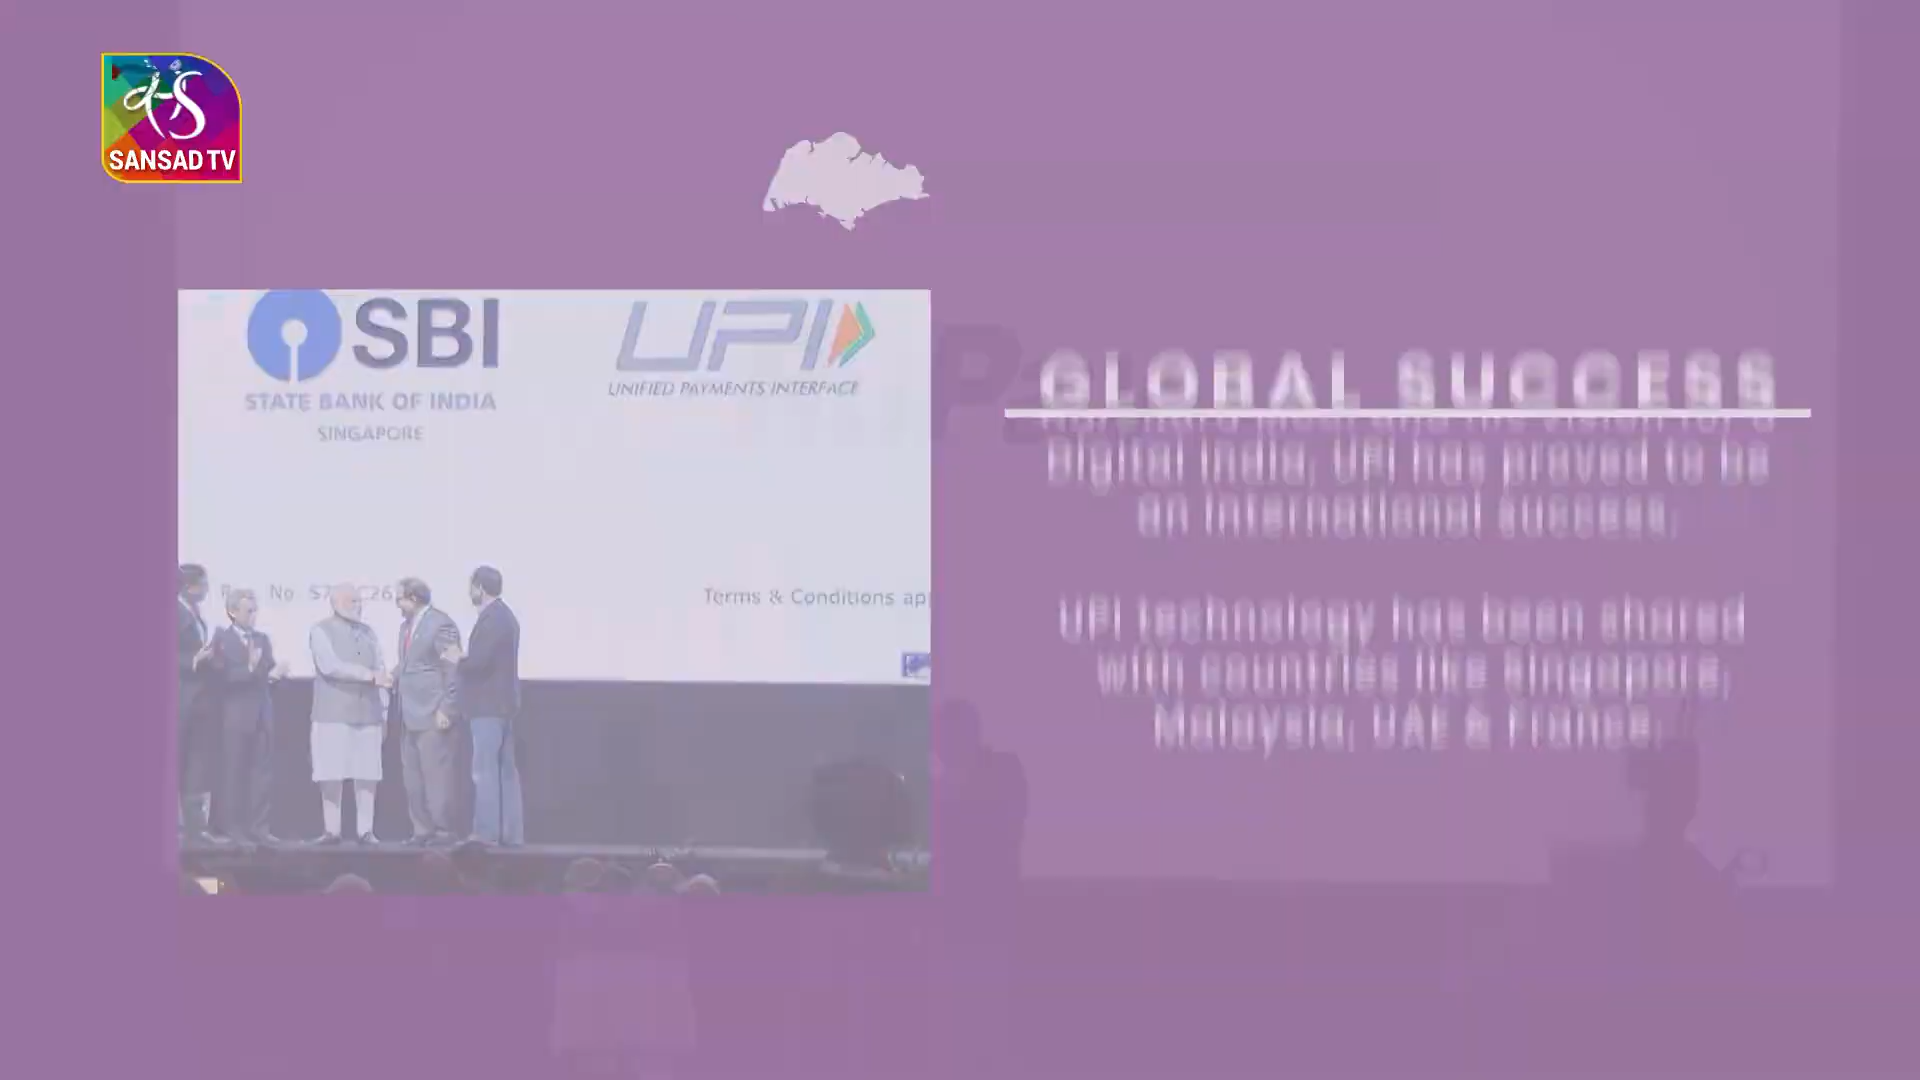 SANSAD TV
SBI
STATE BANK OF INDIA
SINGAPORE
UPI
UNIFIED PAYMENTS INTERFACE
Terms & Conditions
GLOBAL SUCCESS
Digital India, UPI has proved to be
an international success.
UPI technology has been shared
with countries like Singapore,
Malaysia, UAE & France.